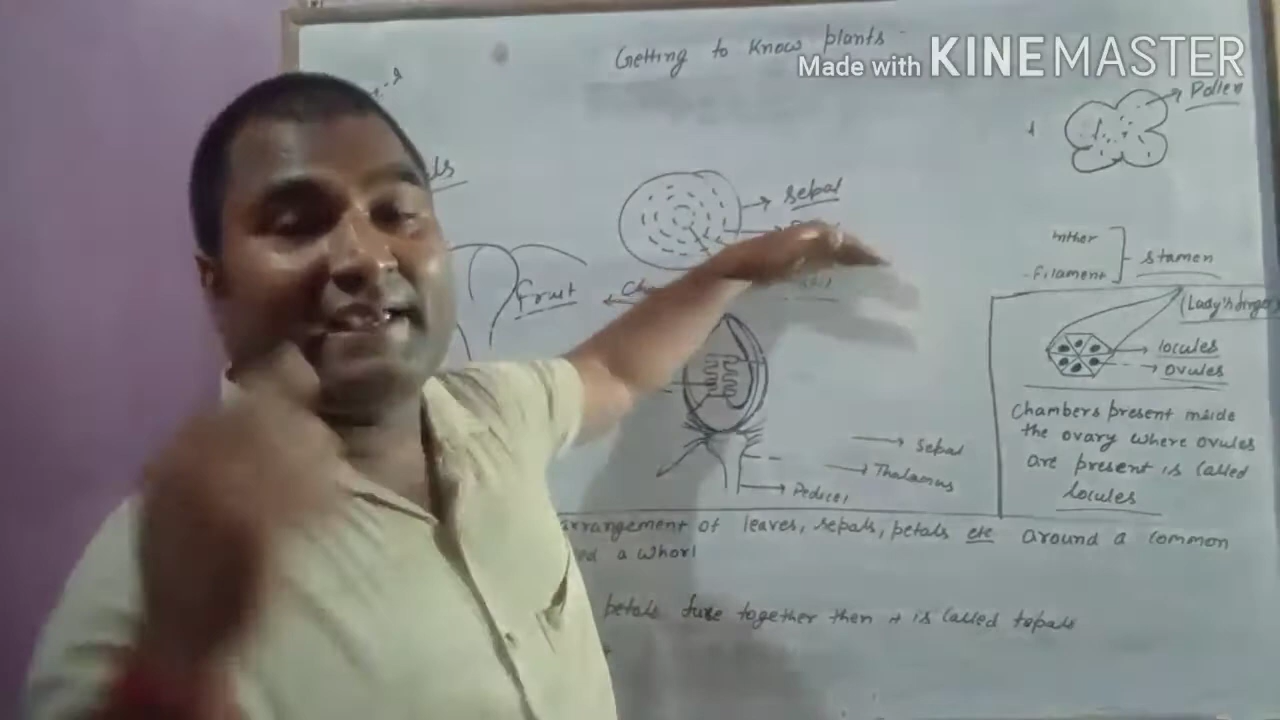 Getting to Know plants
Made with KINEMASTER
Pollen
sepal
Anther
Filament
Stamen
(Lady's finger)
Fruit
locules
ovules
Chambers present inside
the ovary where ovules
are present is called
locules
sepal
Thalamus
Pedicel
arrangement of leaves, sepals, petals etc around a common
a whorl
petals fuse together then it is called tepals